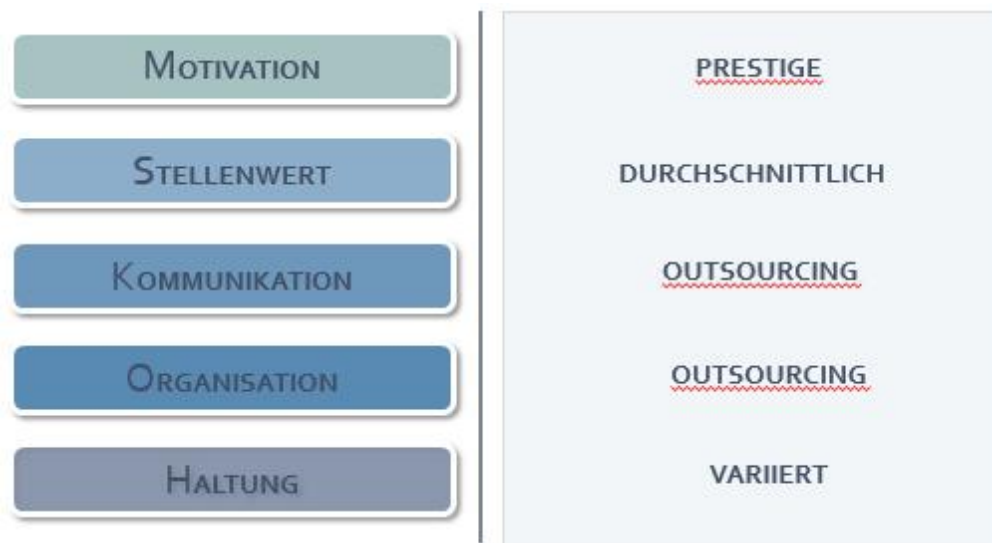 MOTIVATION PRESTIGE
STELLENWERT DURCHSCHNITTLICH
KOMMUNIKATION OUTSOURCING
ORGANISATION OUTSOURCING
HALTUNG VARIIERT